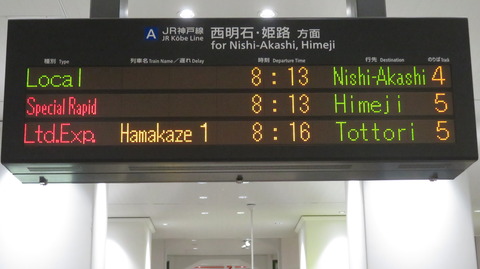 A JR神戸線 西明石・姫路 方面
JR Kōbe Line for Nishi-Akashi, Himeji
種別 Type 列車名 Train Name/遅れ Delay 時刻 Departure Time 行先 Destination のりば Track
Local 8:13 Nishi-Akashi 4
Special Rapid 8:13 Himeji 5
Ltd.Exp. Hamakaze 1 8:16 Tottori 5